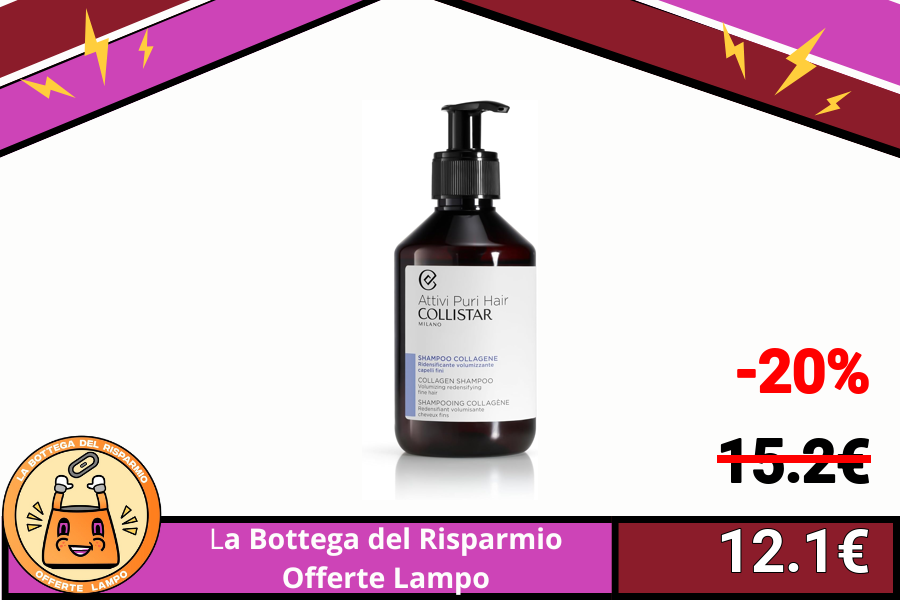 Attivi Puri Hair
COLLISTAR
MILANO
SHAMPOO COLLAGENE
Ridensificante volumizzante
capelli fini
COLLAGEN SHAMPOO
Volumizing redensifying
fine hair
SHAMPOOING COLLAGÈNE
Redensifiant volumisante
cheveux fins
-20%
15.2€
12.1€
LA BOTTEGA DEL RISPARMIO
OFFERTE LAMPO
La Bottega del Risparmio
Offerte Lampo